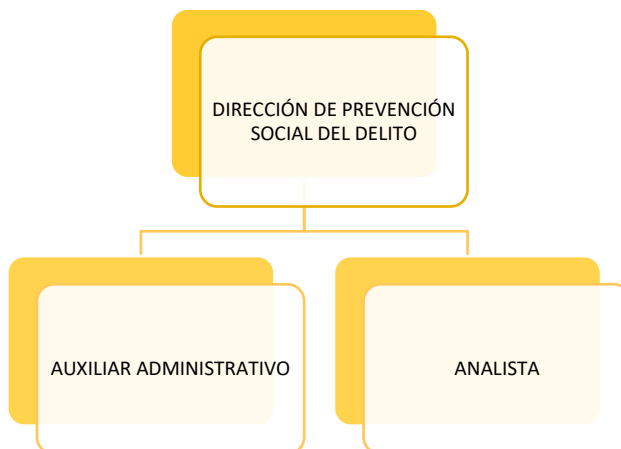 DIRECCIÓN DE PREVENCIÓN
SOCIAL DEL DELITO
AUXILIAR ADMINISTRATIVO
ANALISTA